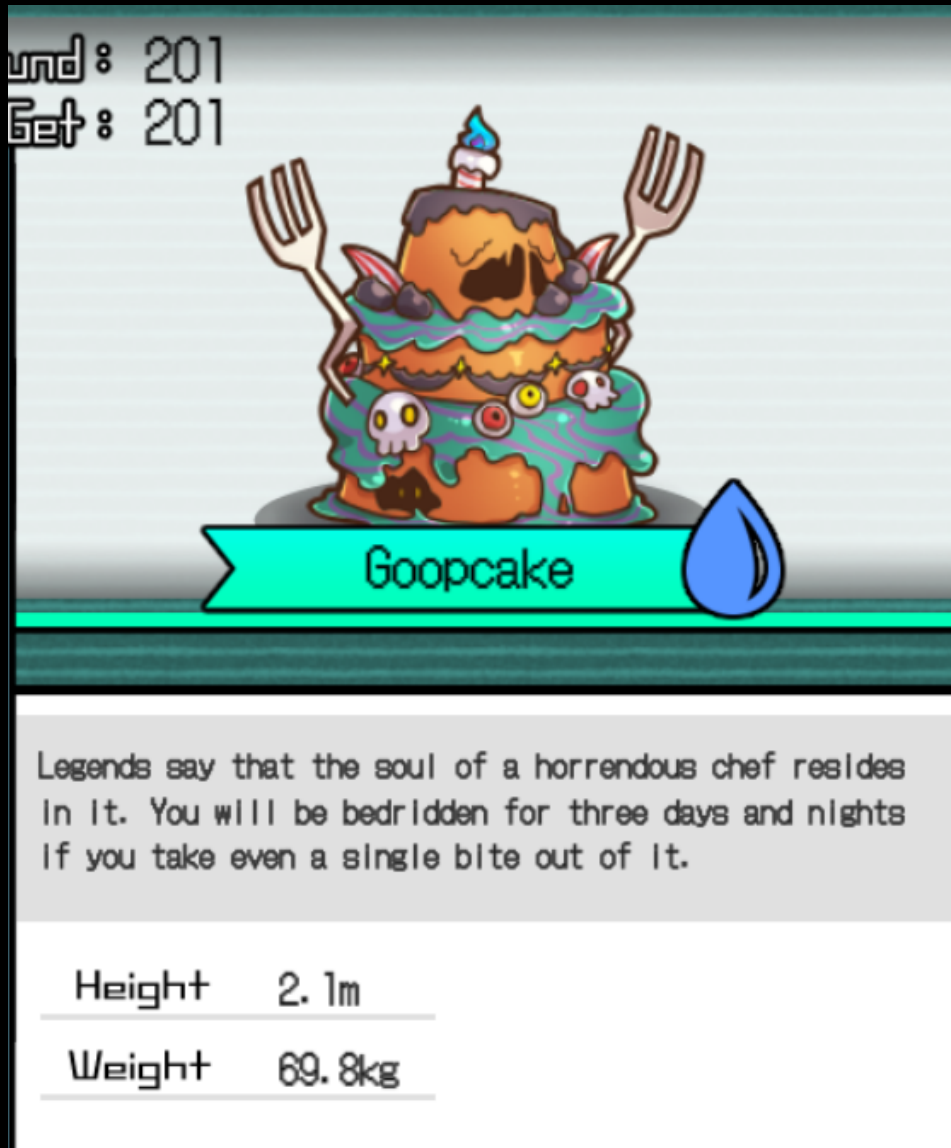 und: 201
Get: 201
Goopcake
Legends say that the soul of a horrendous chef resides
in it. You will be bedridden for three days and nights
if you take even a single bite out of it.
Height 2.1m
Weight 69.8kg